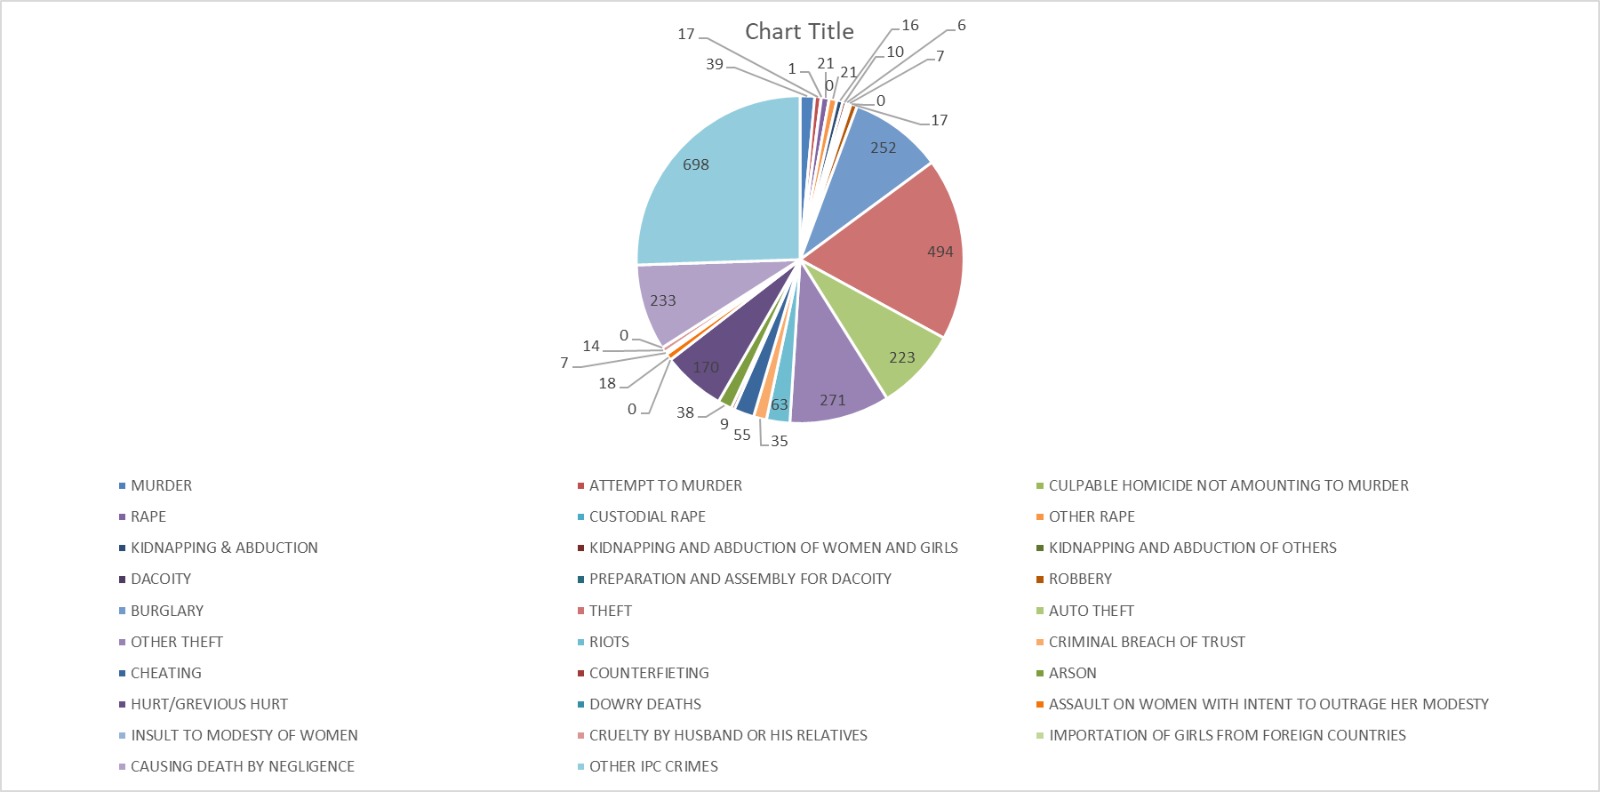 Chart Title
17
39
1
21
0
21
16
10
6
7
0
17
252
494
223
271
63
35
55
9
38
170
0
18
7
14
0
233
698
MURDER
ATTEMPT TO MURDER
CULPABLE HOMICIDE NOT AMOUNTING TO MURDER
RAPE
CUSTODIAL RAPE
OTHER RAPE
KIDNAPPING & ABDUCTION
KIDNAPPING AND ABDUCTION OF WOMEN AND GIRLS
KIDNAPPING AND ABDUCTION OF OTHERS
DACOITY
PREPARATION AND ASSEMBLY FOR DACOITY
ROBBERY
BURGLARY
THEFT
AUTO THEFT
OTHER THEFT
RIOTS
CRIMINAL BREACH OF TRUST
CHEATING
COUNTERFIETING
ARSON
HURT/GREVIOUS HURT
DOWRY DEATHS
ASSAULT ON WOMEN WITH INTENT TO OUTRAGE HER MODESTY
INSULT TO MODESTY OF WOMEN
CRUELTY BY HUSBAND OR HIS RELATIVES
IMPORTATION OF GIRLS FROM FOREIGN COUNTRIES
CAUSING DEATH BY NEGLIGENCE
OTHER IPC CRIMES